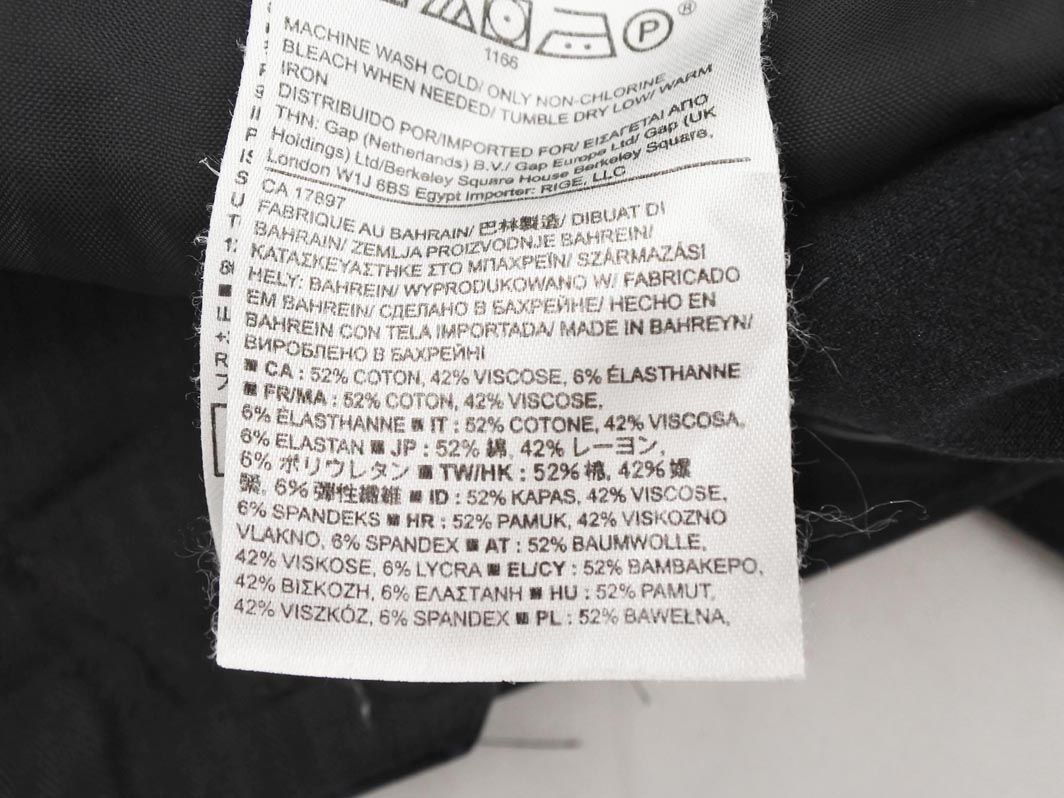 P ®
1166
MACHINE WASH COLD/ ONLY NON-CHLORINE
BLEACH WHEN NEEDED/ TUMBLE DRY LOW/ WARM
IRON
DISTRIBUIDO POR/IMPORTED FOR/ ΕΙΣΑΓΕΤΑΙ ΑΠΟ
ΤΗΝ: Gap (Netherlands) B.V./ Gap Europe Ltd/ Gap (UK
Holdings) Ltd/Berkeley Square House Berkeley Square,
London W1J 6BS Egypt Importer: RIGE, LLC
CA 17897
FABRIQUE AU BAHRAIN/ 巴林製造/ DIBUAT DI
BAHRAIN/ ZEMLJA PROIZVODNJE BAHREIN/
ΚΑΤΑΣΚΕΥΑΣΤΗΚΕ ΣΤΟ ΜΠΑΧΡΕΪΝ/ SZÁRMAZÁSI
HELY: BAHREIN/ WYPRODUKOWANO W/ FABRICADO
EM BAHREIN/ СДЕЛАНО В БАХРЕЙНЕ/ HECHO EN
BAHREIN CON TELA IMPORTADA/ MADE IN BAHREYN/
ВИРОБЛЕНО В БАХРЕЙНІ
■ CA : 52% COTON, 42% VISCOSE, 6% ÉLASTHANNE
■ FR/MA : 52% COTON, 42% VISCOSE,
6% ÉLASTHANNE ■ IT : 52% COTONE, 42% VISCOSA,
6% ELASTAN ■ JP : 52% 綿, 42% レーヨン,
6% ポリウレタン ■ TW/HK : 52% 棉, 42% 嫘
縈, 6% 彈性纖維 ■ ID : 52% KAPAS, 42% VISCOSE,
6% SPANDEKS ■ HR : 52% PAMUK, 42% VISKOZNO
VLAKNO, 6% SPANDEX ■ AT : 52% BAUMWOLLE,
42% VISKOSE, 6% LYCRA ■ EL/CY : 52% ΒΑΜΒΑΚΕΡΟ,
42% ΒΙΣΚΟΖΗ, 6% ΕΛΑΣΤΑΝΗ ■ HU : 52% PAMUT,
42% VISZKÓZ, 6% SPANDEX ■ PL : 52% BAWEŁNA,